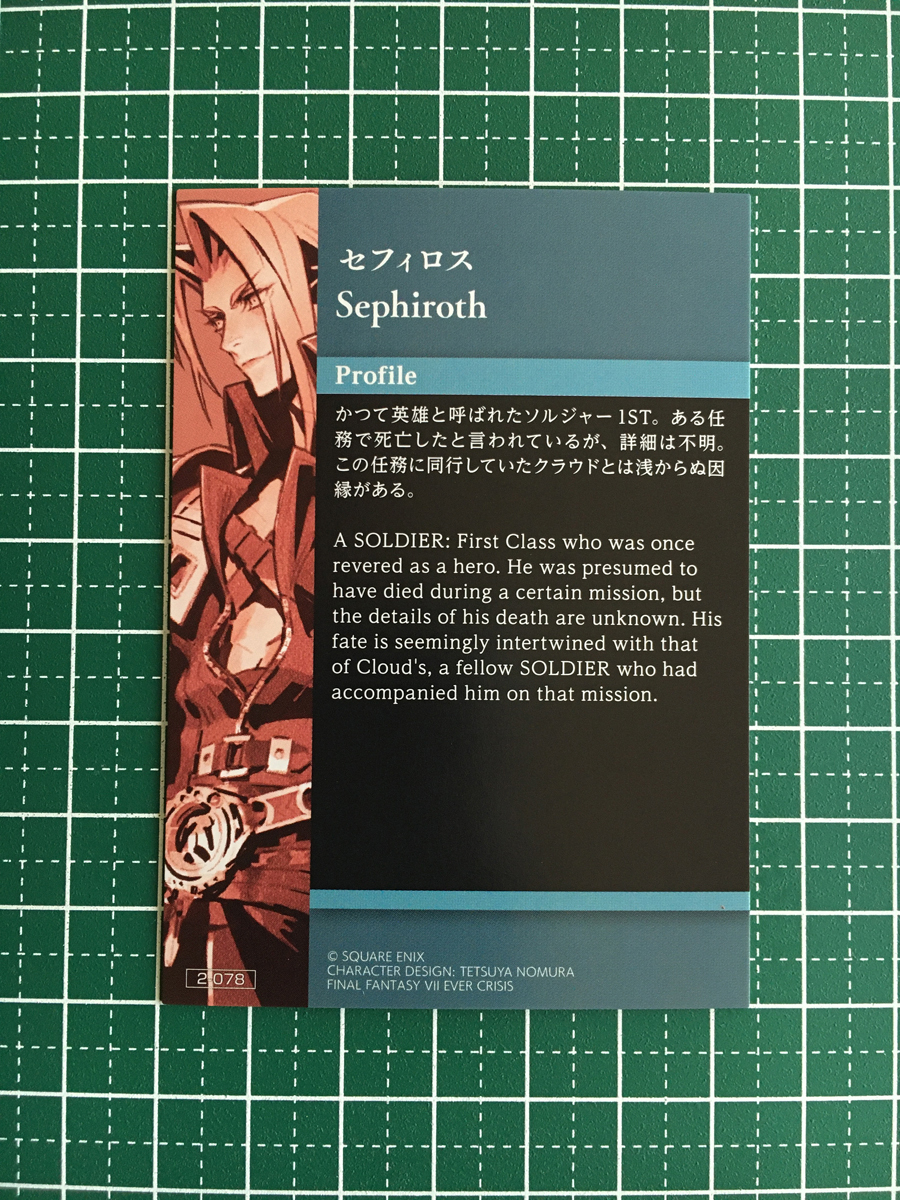 セフィロス
Sephiroth
Profile
かつて英雄と呼ばれたソルジャー1ST。ある任
務で死亡したと言われているが、詳細は不明。
この任務に同行していたクラウドとは浅からぬ因
縁がある。
A SOLDIER: First Class who was once
revered as a hero. He was presumed to
have died during a certain mission, but
the details of his death are unknown. His
fate is seemingly intertwined with that
of Cloud's, a fellow SOLDIER who had
accompanied him on that mission.
© SQUARE ENIX
CHARACTER DESIGN: TETSUYA NOMURA
FINAL FANTASY VII EVER CRISIS
2-078